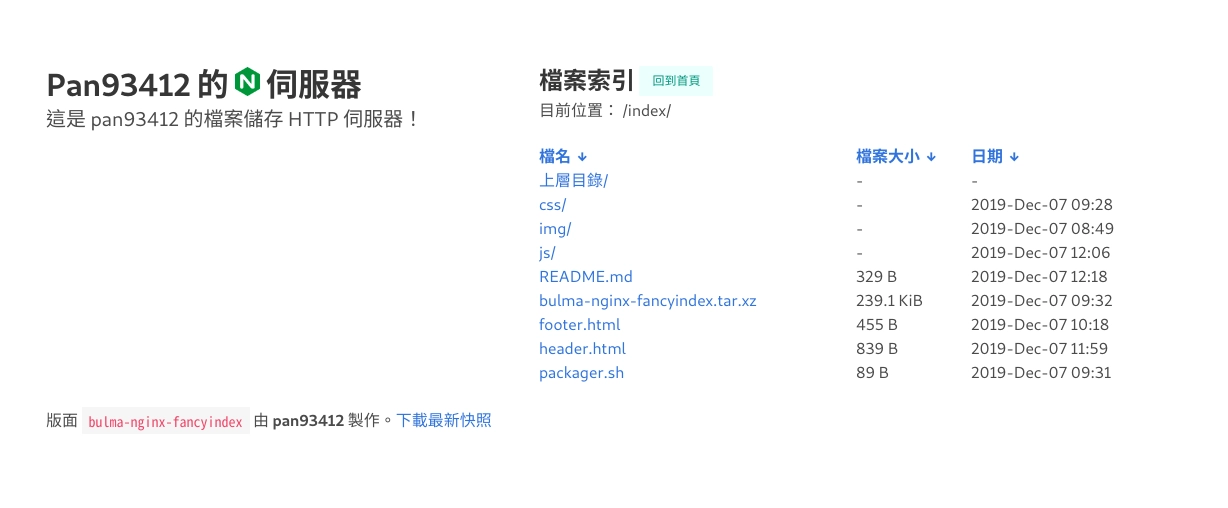 Pan93412 的 N 伺服器
這是 pan93412 的檔案儲存 HTTP 伺服器！
檔案索引 回到首頁
目前位置： /index/
檔名 ↓ 檔案大小 ↓ 日期 ↓
上層目錄/ - -
css/ - 2019-Dec-07 09:28
img/ - 2019-Dec-07 08:49
js/ - 2019-Dec-07 12:06
README.md 329 B 2019-Dec-07 12:18
bulma-nginx-fancyindex.tar.xz 239.1 KiB 2019-Dec-07 09:32
footer.html 455 B 2019-Dec-07 10:18
header.html 839 B 2019-Dec-07 11:59
packager.sh 89 B 2019-Dec-07 09:31
版面 bulma-nginx-fancyindex 由 pan93412 製作。下載最新快照